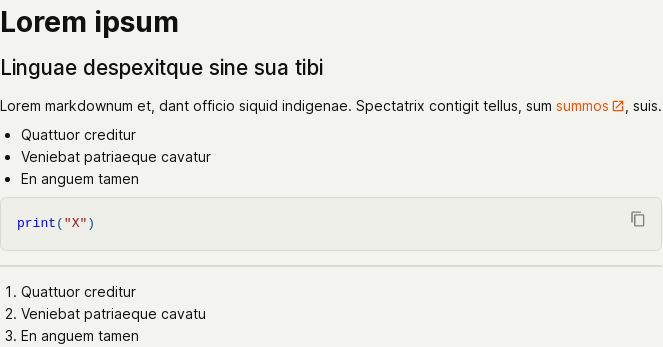 Lorem ipsum
Linguae despexitque sine sua tibi
Lorem markdownum et, dant officio siquid indigenae. Spectatrix contigit tellus, sum summos, suis.
• Quattuor creditur
• Veniebat patriaeque cavatur
• En anguem tamen
print("X")
1. Quattuor creditur
2. Veniebat patriaeque cavatu
3. En anguem tamen